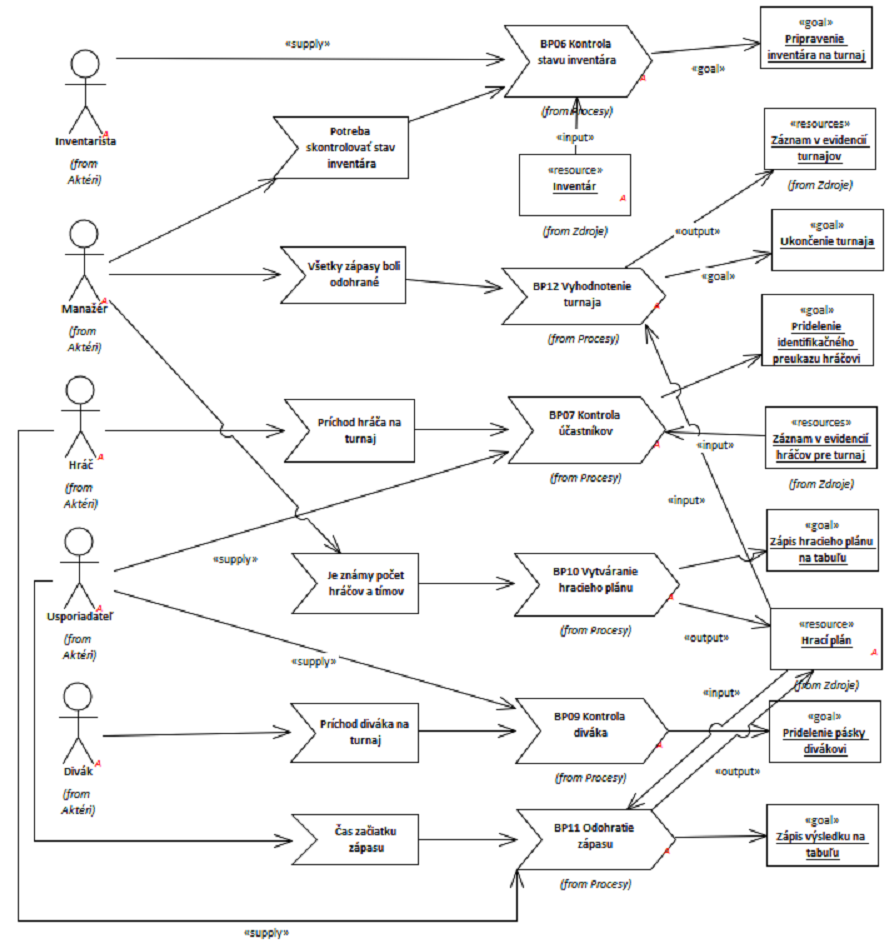 «supply»
BP06 Kontrola
stavu inventára
A
(from Procesy)
«goal»
«goal»
Pripravenie
inventára na turnaj
A
Inventarista
(from
Aktéri)
Potreba
skontrolovať stav
inventára
«input»
«resource»
Inventár
A
(from Zdroje)
«resources»
Záznam v evidencií
turnajov
(from Zdroje)
A
Manažér
(from
Aktéri)
Všetky zápasy boli
odohrané
BP12 Vyhodnotenie
turnaja
A
(from Procesy)
«output»
«goal»
«goal»
Ukončenie turnaja
«goal»
Pridelenie
identifikačného
preukazu hráčovi
A
Hráč
(from
Aktéri)
Príchod hráča na
turnaj
BP07 Kontrola
účastníkov
A
(from Procesy)
«input»
«resources»
Záznam v evidencií
hráčov pre turnaj
(from Zdroje)
«input»
A
Usporiadateľ
(from
Aktéri)
«supply»
Je známy počet
hráčov a tímov
BP10 Vytváranie
hracieho plánu
A
(from Procesy)
«goal»
Zápis hracieho plánu
na tabuľu
«output»
«resource»
Hrací plán
A
(from Zdroje)
«supply»
«input»
A
Divák
(from
Aktéri)
Príchod diváka na
turnaj
BP09 Kontrola
diváka
A
(from Procesy)
«goal»
Pridelenie pásky
divákovi
«output»
Čas začiatku
zápasu
BP11 Odohratie
zápasu
A
(from Procesy)
«goal»
Zápis výsledku na
tabuľu
«supply»